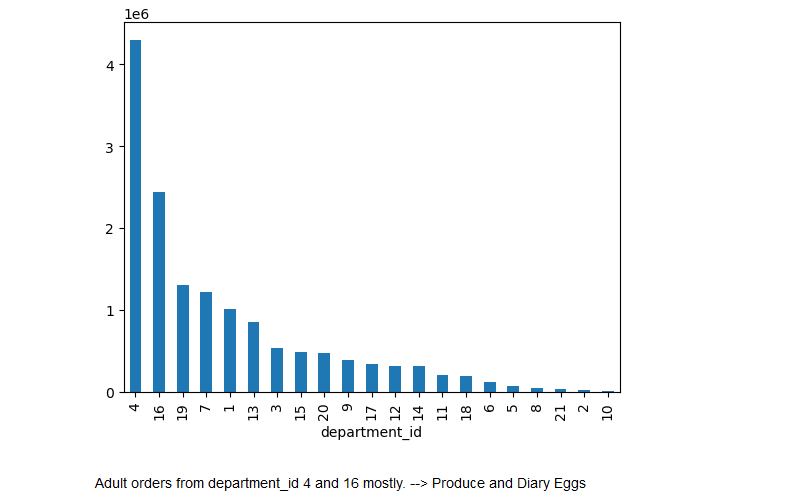 1e6
4
3
2
1
0
4 16 19 7 1 13 3 15 20 9 17 12 14 11 18 6 5 8 21 2 10
department_id
Adult orders from department_id 4 and 16 mostly. --> Produce and Diary Eggs